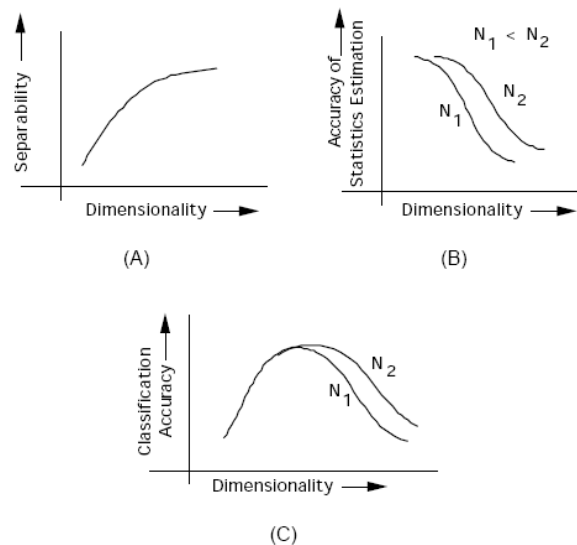 Separability
Dimensionality
(A)
Accuracy of
Statistics Estimation
N1 < N2
N1
N2
Dimensionality
(B)
Classification
Accuracy
N1
N2
Dimensionality
(C)